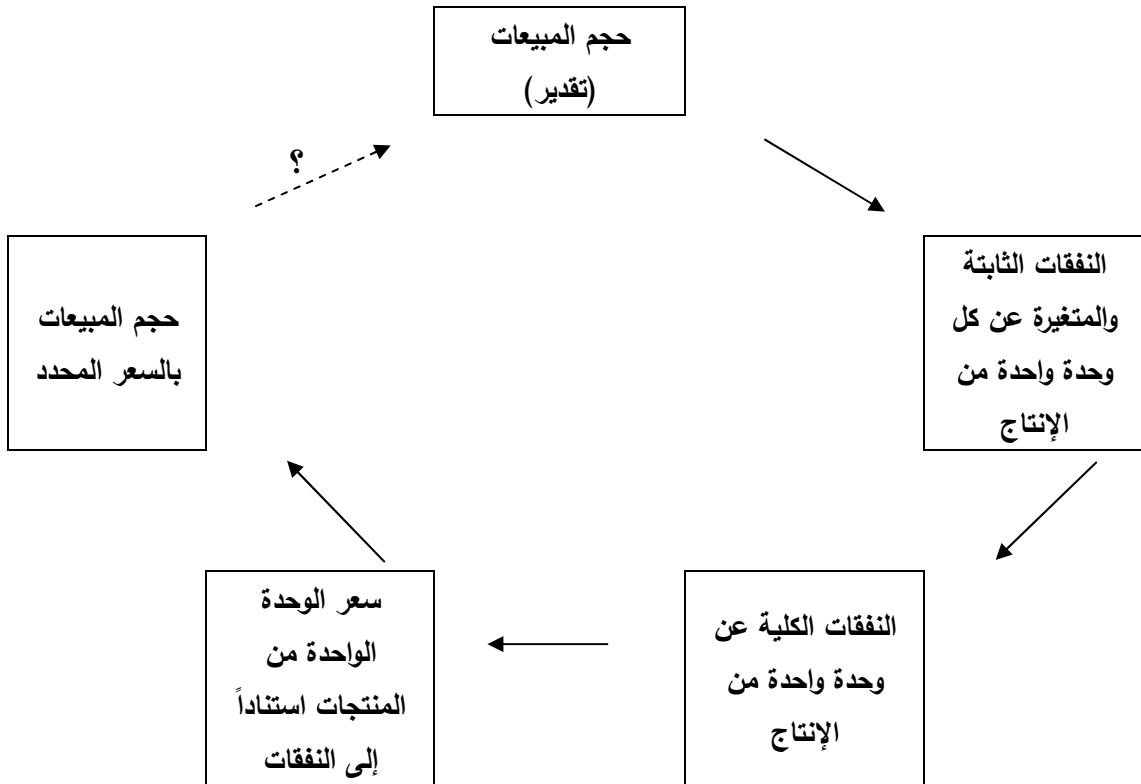 حجم المبيعات
(تقدير)
؟
النفقات الثابتة
والمتغيرة عن كل
وحدة واحدة من
الإنتاج
حجم المبيعات
بالسعر المحدد
سعر الوحدة
الواحدة من
المنتجات استناداً
إلى النفقات
النفقات الكلية عن
وحدة واحدة من
الإنتاج